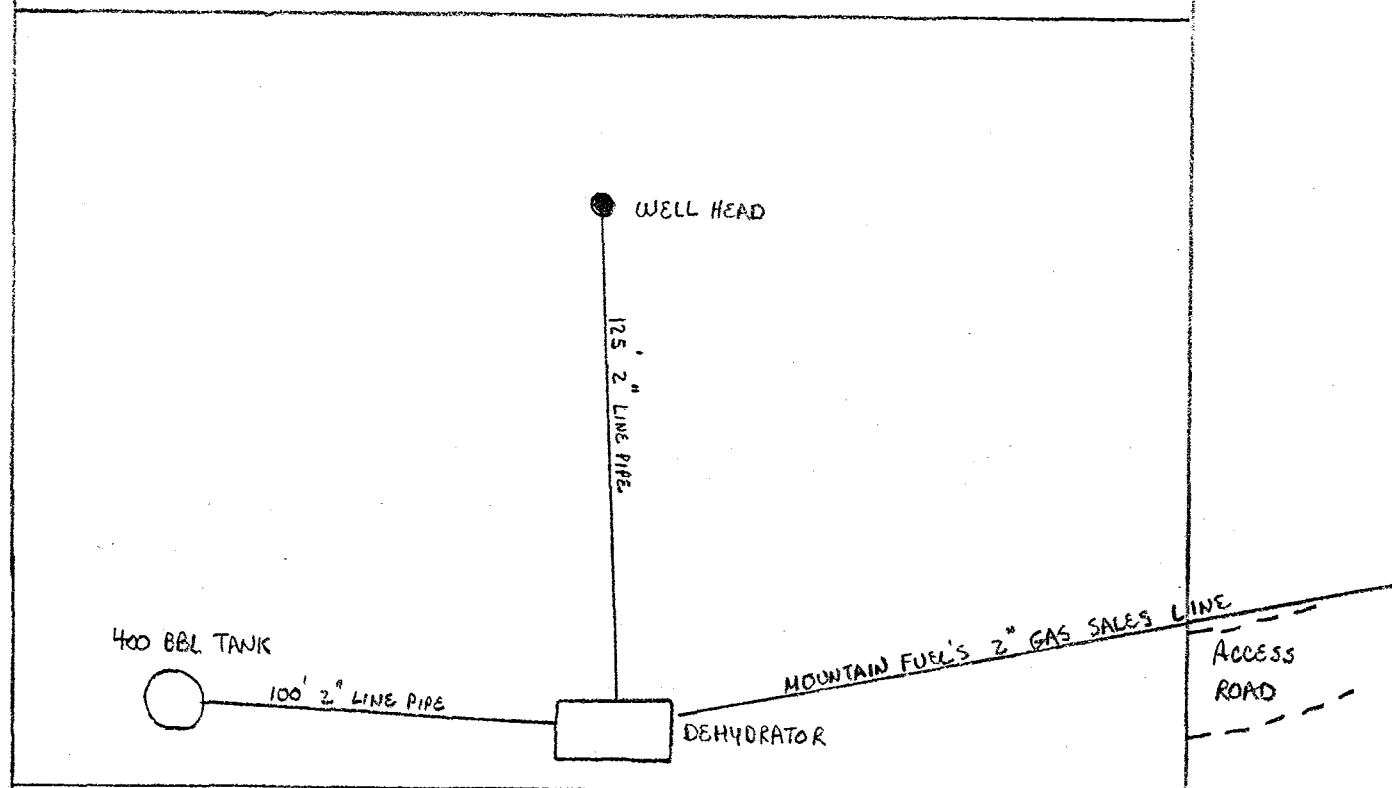 WELL HEAD
125' 2" LINE PIPE
400 BBL TANK
100' 2" LINE PIPE
DEHYDRATOR
MOUNTAIN FUEL'S 2" GAS SALES LINE
ACCESS
ROAD